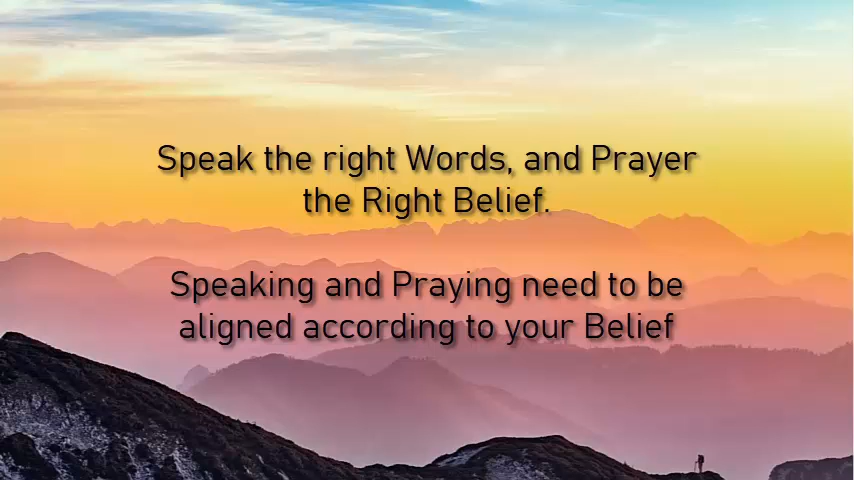 Speak the right Words, and Prayer
the Right Belief.
Speaking and Praying need to be
aligned according to your Belief